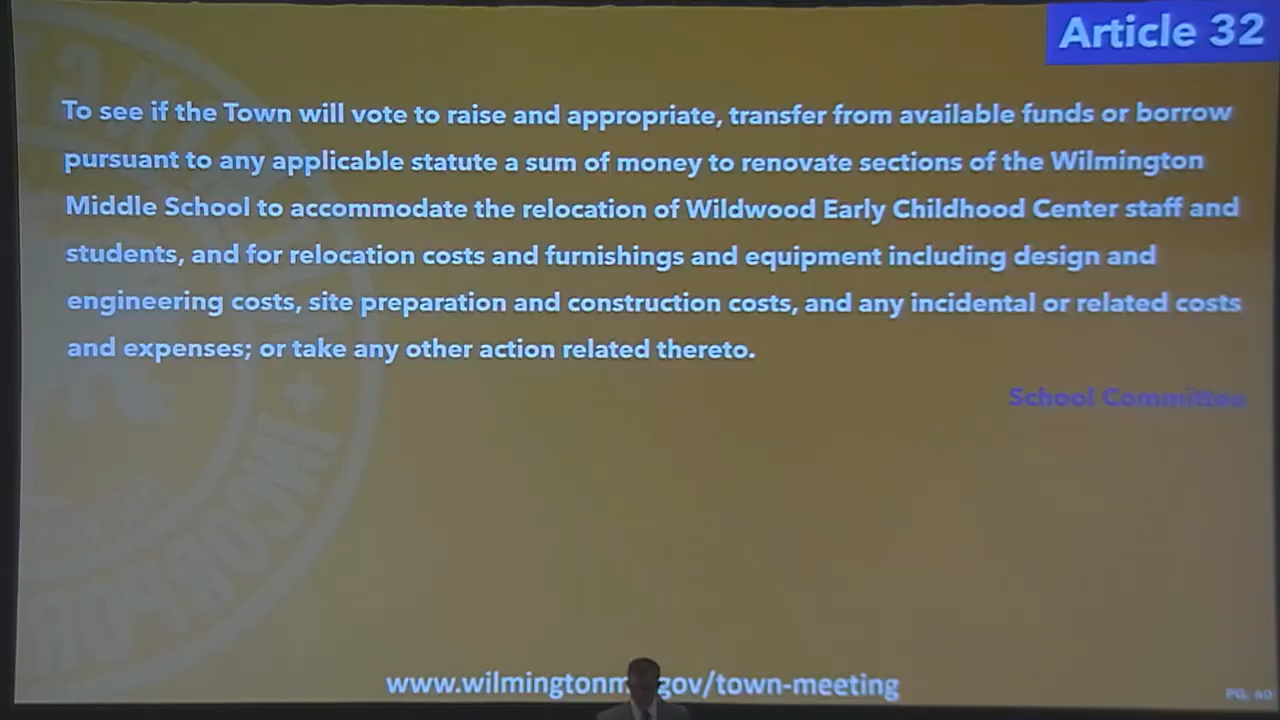 Article 32
To see if the Town will vote to raise and appropriate, transfer from available funds or borrow
pursuant to any applicable statute a sum of money to renovate sections of the Wilmington
Middle School to accommodate the relocation of Wildwood Early Childhood Center staff and
students, and for relocation costs and furnishings and equipment including design and
engineering costs, site preparation and construction costs, and any incidental or related costs
and expenses; or take any other action related thereto.
School Committee
www.wilmingtonm gov/town-meeting
PG. 60